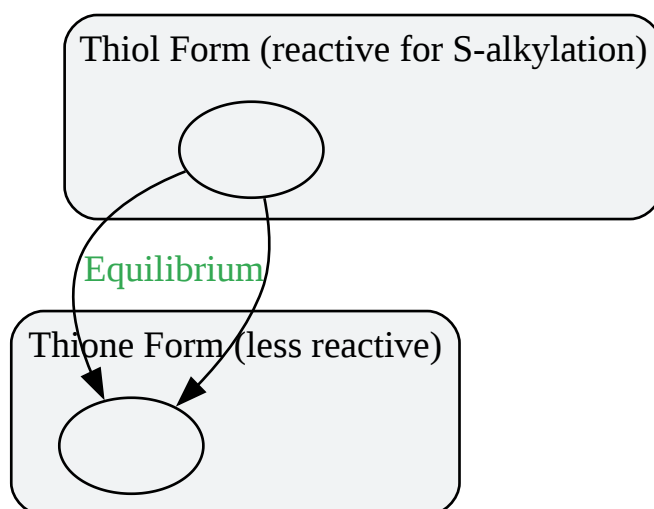 Thiol Form (reactive for S-alkylation)
Equilibrium
Thione Form (less reactive)